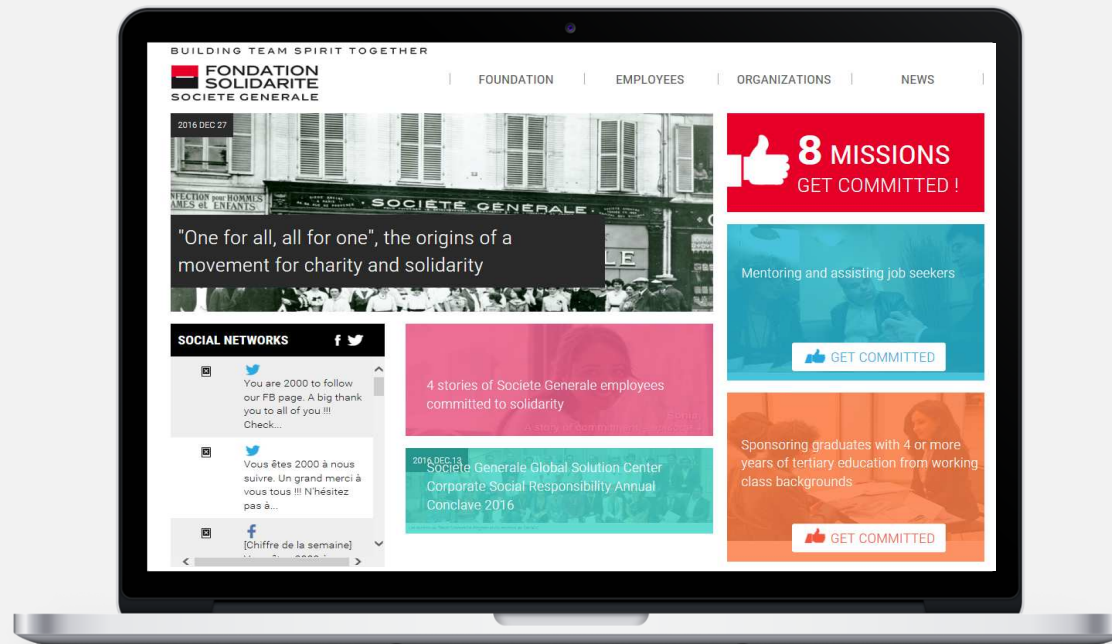 BUILDING TEAM SPIRIT TOGETHER
FONDATION
SOLIDARITE
SOCIETE GENERALE
FOUNDATION
EMPLOYEES
ORGANIZATIONS
NEWS
2016 DEC 27
CONFECTION pour HOMMES
DAMES et ENFANTS
SOCIÉTÉ GÉNÉRALE
"One for all, all for one", the origins of a
movement for charity and solidarity
8 MISSIONS
GET COMMITTED !
Mentoring and assisting job seekers
GET COMMITTED
Sponsoring graduates with 4 or more
years of tertiary education from working
class backgrounds
GET COMMITTED
SOCIAL NETWORKS
You are 2000 to follow
our FB page. A big thank
you to all of you !!!
Check...
Vous êtes 2000 à nous
suivre. Un grand merci à
vous tous !!! N'hésitez
pas à...
[Chiffre de la semaine]
4 stories of Societe Generale employees
committed to solidarity
2016 DEC 13
Societe Generale Global Solution Center
Corporate Social Responsibility Annual
Conclave 2016